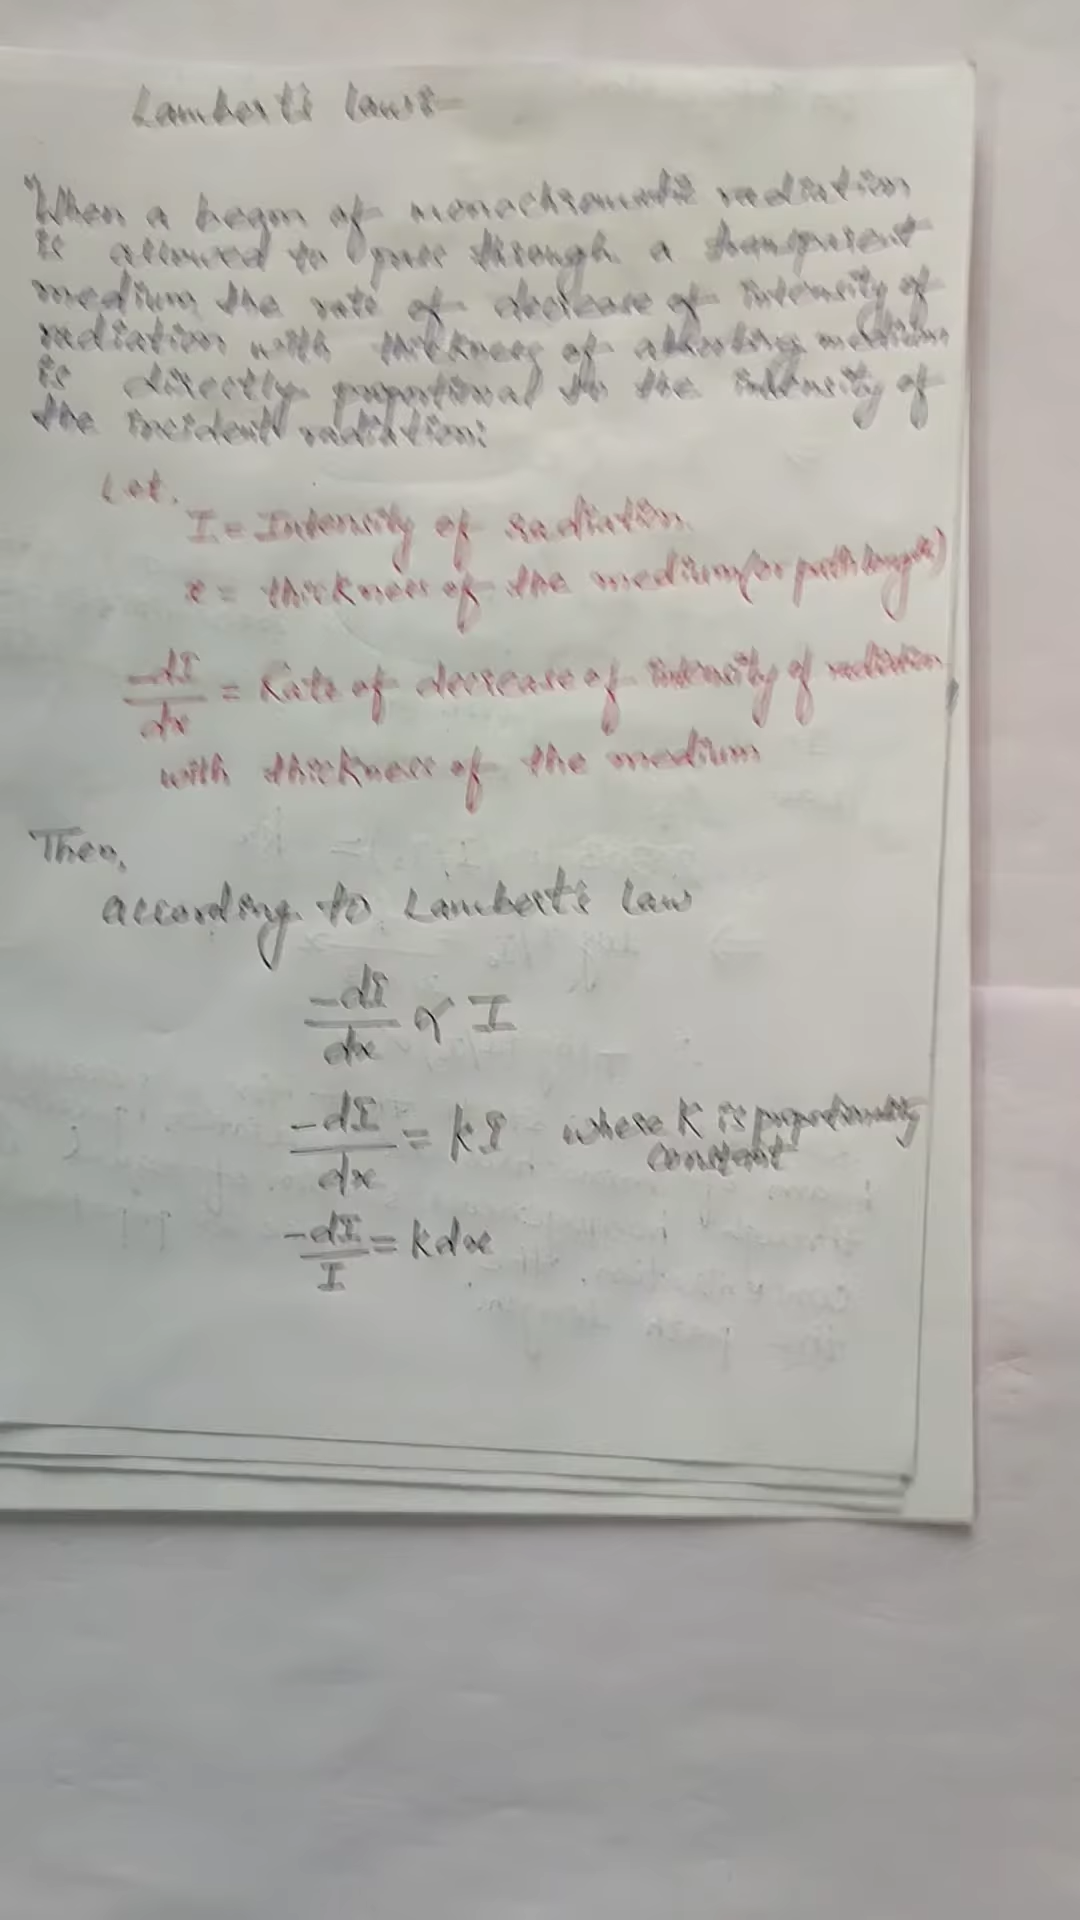 Lambert's Law:-
"When a beam of monochromatic radiation
is allowed to pass through a transparent
medium, the rate of decrease of intensity of
radiation with thickness of absorbing medium
is directly proportional to the intensity of
the incident radiation."
Let,
I = Intensity of radiation
x = thickness of the medium (or path length)
-dI/dx = Rate of decrease of intensity of radiation
with thickness of the medium
Then,
according to Lambert's Law
-dI/dx ∝ I
-dI/dx = kI where K is proportionality
constant
-dI/I = kdx